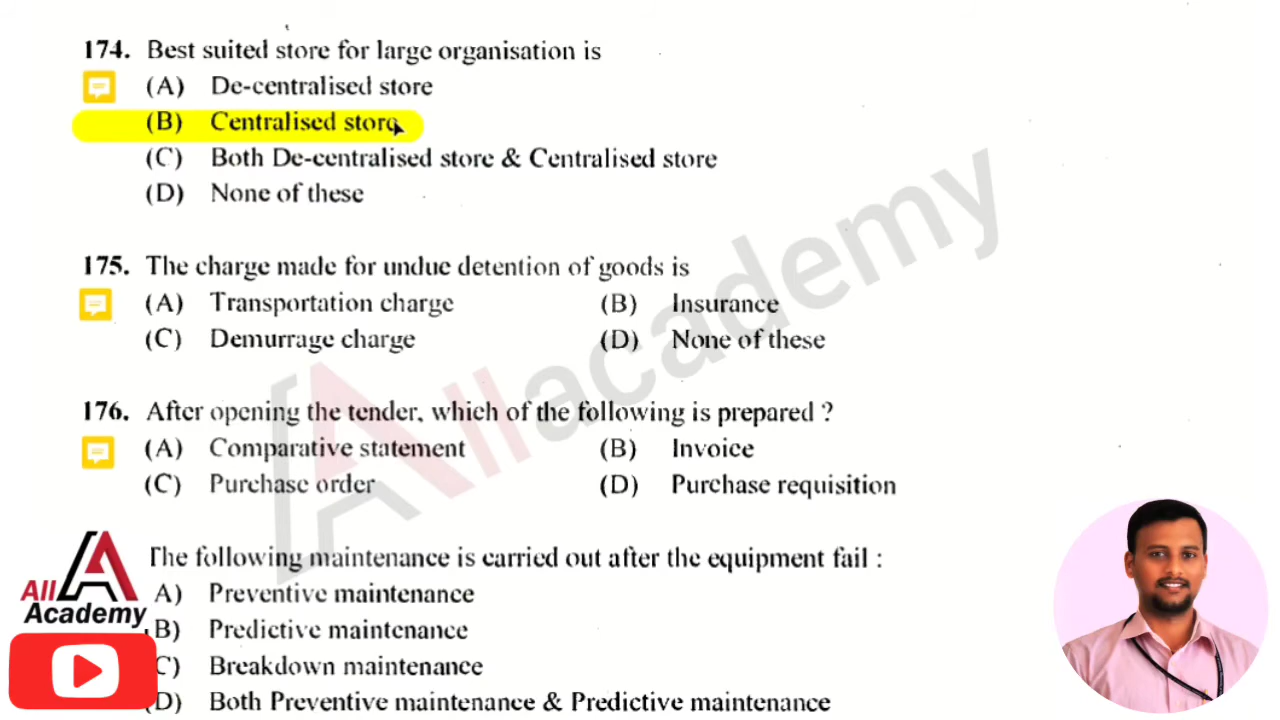 174. Best suited store for large organisation is
(A) De-centralised store
(B) Centralised store
(C) Both De-centralised store & Centralised store
(D) None of these
175. The charge made for undue detention of goods is
(A) Transportation charge (B) Insurance
(C) Demurrage charge (D) None of these
176. After opening the tender, which of the following is prepared ?
(A) Comparative statement (B) Invoice
(C) Purchase order (D) Purchase requisition
The following maintenance is carried out after the equipment fail :
A) Preventive maintenance
B) Predictive maintenance
C) Breakdown maintenance
D) Both Preventive maintenance & Predictive maintenance
All
Academy
All academy